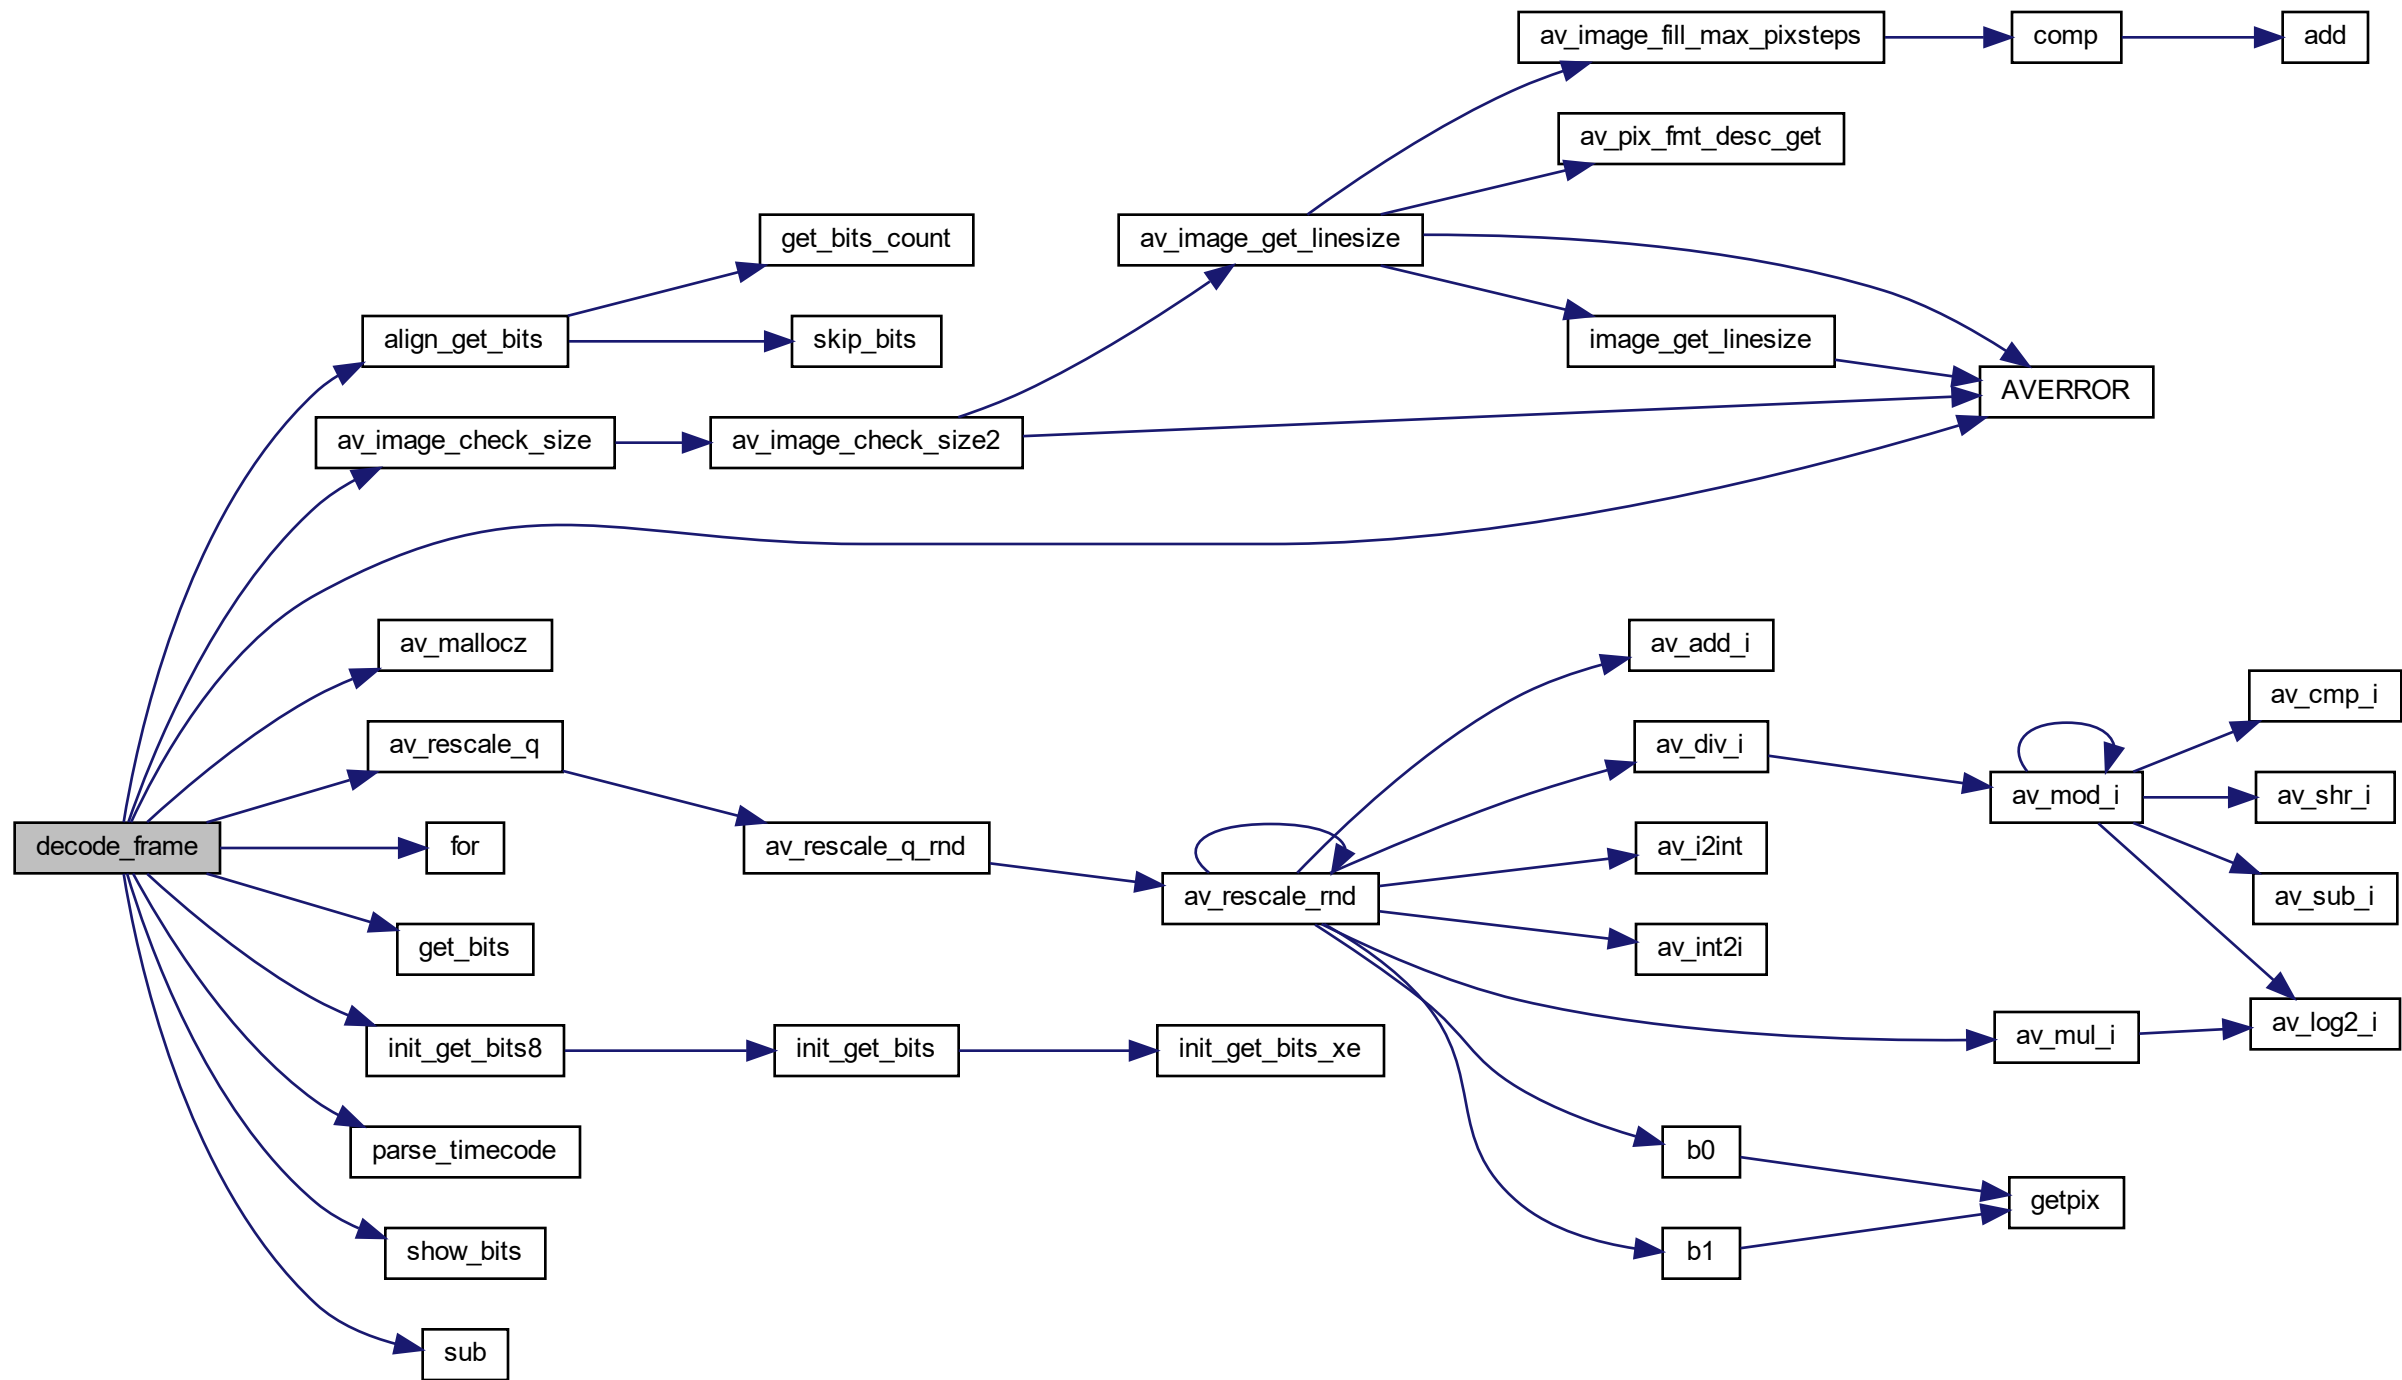 av_image_fill_max_pixsteps
comp
add
av_pix_fmt_desc_get
get_bits_count
av_image_get_linesize
align_get_bits
skip_bits
image_get_linesize
AVERROR
av_image_check_size
av_image_check_size2
av_mallocz
av_add_i
av_cmp_i
av_rescale_q
av_div_i
av_mod_i
av_shr_i
decode_frame
for
av_rescale_q_rnd
av_i2int
av_rescale_rnd
av_sub_i
get_bits
av_int2i
init_get_bits8
init_get_bits
init_get_bits_xe
av_mul_i
av_log2_i
parse_timecode
b0
getpix
show_bits
b1
sub